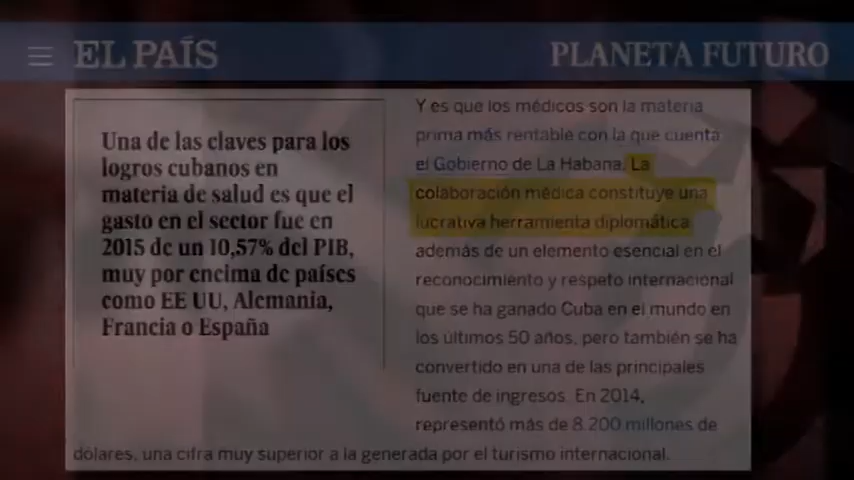 EL PAÍS
PLANETA FUTURO
Una de las claves para los
logros cubanos en
materia de salud es que el
gasto en el sector fue en
2015 de un 10,57% del PIB,
muy por encima de países
como EE UU, Alemania,
Francia o España
Y es que los médicos son la materia
prima más rentable con la que cuenta
el Gobierno de La Habana. La
colaboración médica constituye una
lucrativa herramienta diplomática
además de un elemento esencial en el
reconocimiento y respeto internacional
que se ha ganado Cuba en el mundo en
los últimos 50 años, pero también se ha
convertido en una de las principales
fuente de ingresos. En 2014,
representó más de 8.200 millones de
dólares, una cifra muy superior a la generada por el turismo internacional.